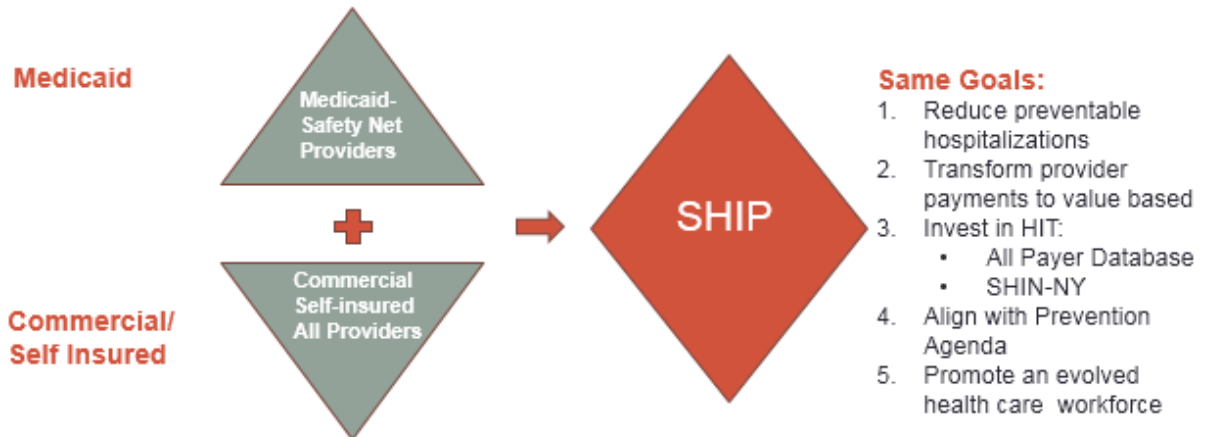 Medicaid
Medicaid-
Safety Net
Providers
Commercial/
Self Insured
Commercial
Self-insured
All Providers
SHIP
Same Goals:
1. Reduce preventable
hospitalizations
2. Transform provider
payments to value based
3. Invest in HIT:
• All Payer Database
• SHIN-NY
4. Align with Prevention
Agenda
5. Promote an evolved
health care workforce